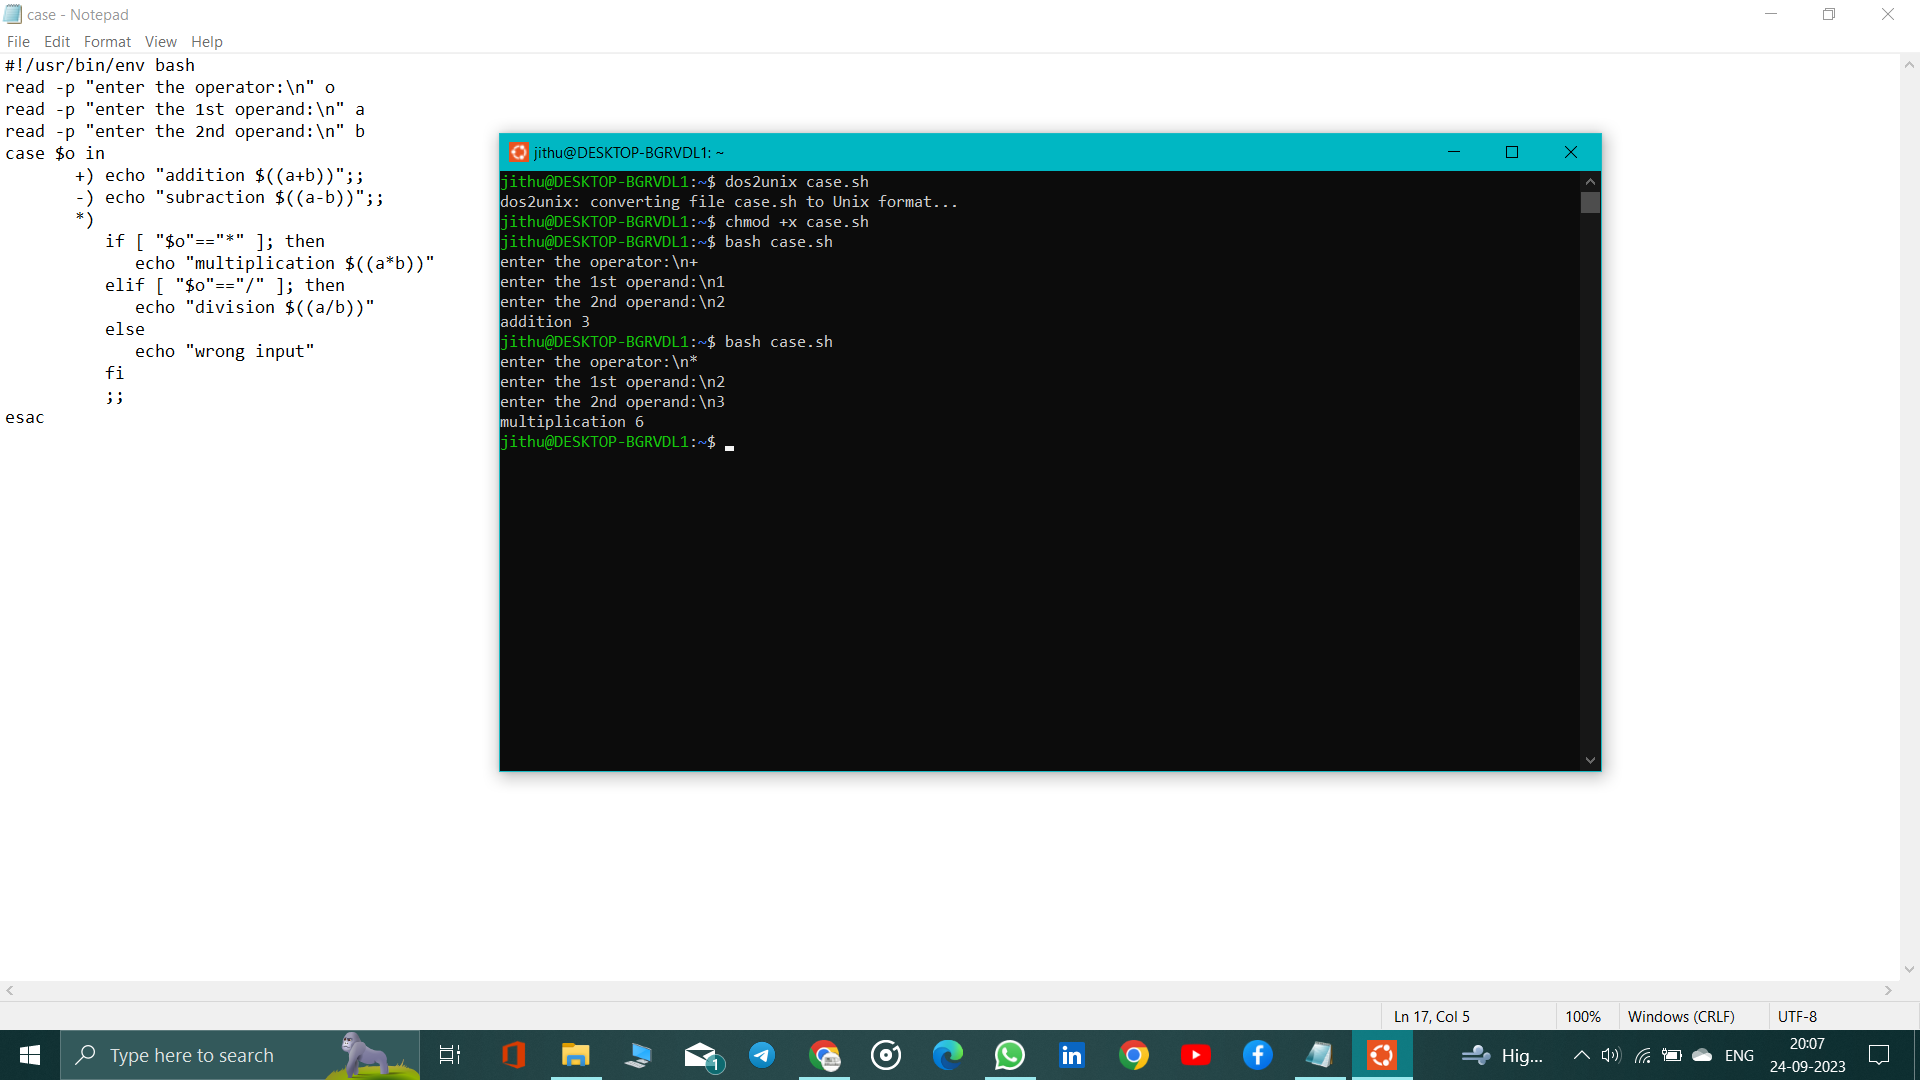 case - Notepad
File Edit Format View Help
#!/usr/bin/env bash
read -p "enter the operator:\n" o
read -p "enter the 1st operand:\n" a
read -p "enter the 2nd operand:\n" b
case $o in
+) echo "addition $((a+b))";;
-) echo "subraction $((a-b))";;
*)
if [ "$o"=="*" ]; then
echo "multiplication $((a*b))"
elif [ "$o"=="/" ]; then
echo "division $((a/b))"
else
echo "wrong input"
fi
;;
esac
jithu@DESKTOP-BGRVDL1: ~
jithu@DESKTOP-BGRVDL1:~$ dos2unix case.sh
dos2unix: converting file case.sh to Unix format...
jithu@DESKTOP-BGRVDL1:~$ chmod +x case.sh
jithu@DESKTOP-BGRVDL1:~$ bash case.sh
enter the operator:\n+
enter the 1st operand:\n1
enter the 2nd operand:\n2
addition 3
jithu@DESKTOP-BGRVDL1:~$ bash case.sh
enter the operator:\n*
enter the 1st operand:\n2
enter the 2nd operand:\n3
multiplication 6
jithu@DESKTOP-BGRVDL1:~$
Ln 17, Col 5 100% Windows (CRLF) UTF-8
Type here to search 1 in Hig... ENG 20:07
24-09-2023